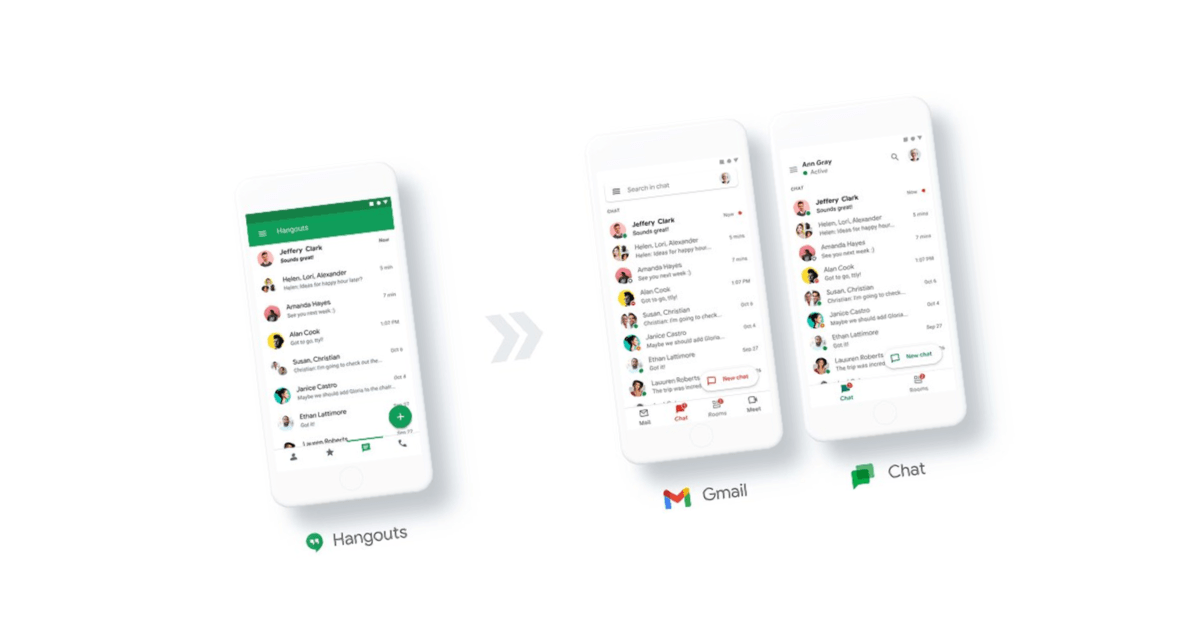 Hangouts
Jeffery Clark
Now
Sounds great!
Helen, Lori, Alexander
5 min
Helen: Ideas for happy hour later?
Amanda Hayes
7 min
See you next week :)
Alan Cook
1:07 PM
Got to go, ttyl!
Susan, Christian
Oct 6
Christian: I'm going to check out the...
Janice Castro
Oct 4
Maybe we should add Gloria to the chat...
Ethan Lattimore
Got it!
Lauren Roberts
Sep 27
+
Hangouts
Search in chat
CHAT
Jeffery Clark
Now
Sounds great!
Helen, Lori, Alexander
5 mins
Helen: Ideas for happy hour...
Amanda Hayes
7 mins
See you next week :)
Alan Cook
1:07 PM
Got to go, ttly!
Susan, Christian
Oct 6
Christian: I'm going to check...
Janice Castro
Oct 4
Maybe we should add Gloria...
Ethan Lattimore
Sep 27
Got it!
Lauuren Roberts
The trip was incred
New chat
Mail
Chat
Rooms
Meet
Gmail
Ann Gray
Active
CHAT
Jeffery Clark
Now
Sounds great!
Helen, Lori, Alexander
5 mins
Helen: Ideas for happy hour...
Amanda Hayes
7 mins
See you next week :)
Alan Cook
1:07 PM
Got to go, ttly!
Susan, Christian
Oct 6
Christian: I'm going to check...
Janice Castro
Oct 4
Maybe we should add Gloria...
Ethan Lattimore
Sep 27
Got it!
Lauuren Roberts
The trip was incred
New chat
Chat
Rooms
Chat